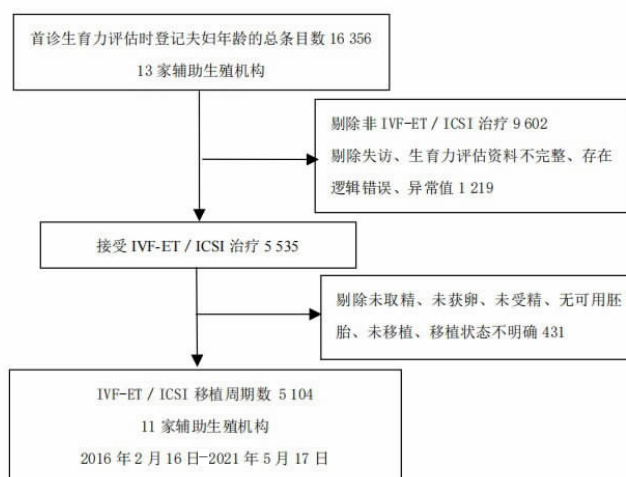 首诊生育力评估时登记夫妇年龄的总条目数 16 356
13 家辅助生殖机构
剔除非 IVF-ET / ICSI 治疗 9 602
剔除失访、生育力评估资料不完整、存在
逻辑错误、异常值 1 219
接受 IVF-ET / ICSI 治疗 5 535
剔除未取精、未获卵、未受精、无可用胚
胎、未移植、移植状态不明确 431
IVF-ET / ICSI 移植周期数 5 104
11 家辅助生殖机构
2016 年 2 月 16 日-2021 年 5 月 17 日